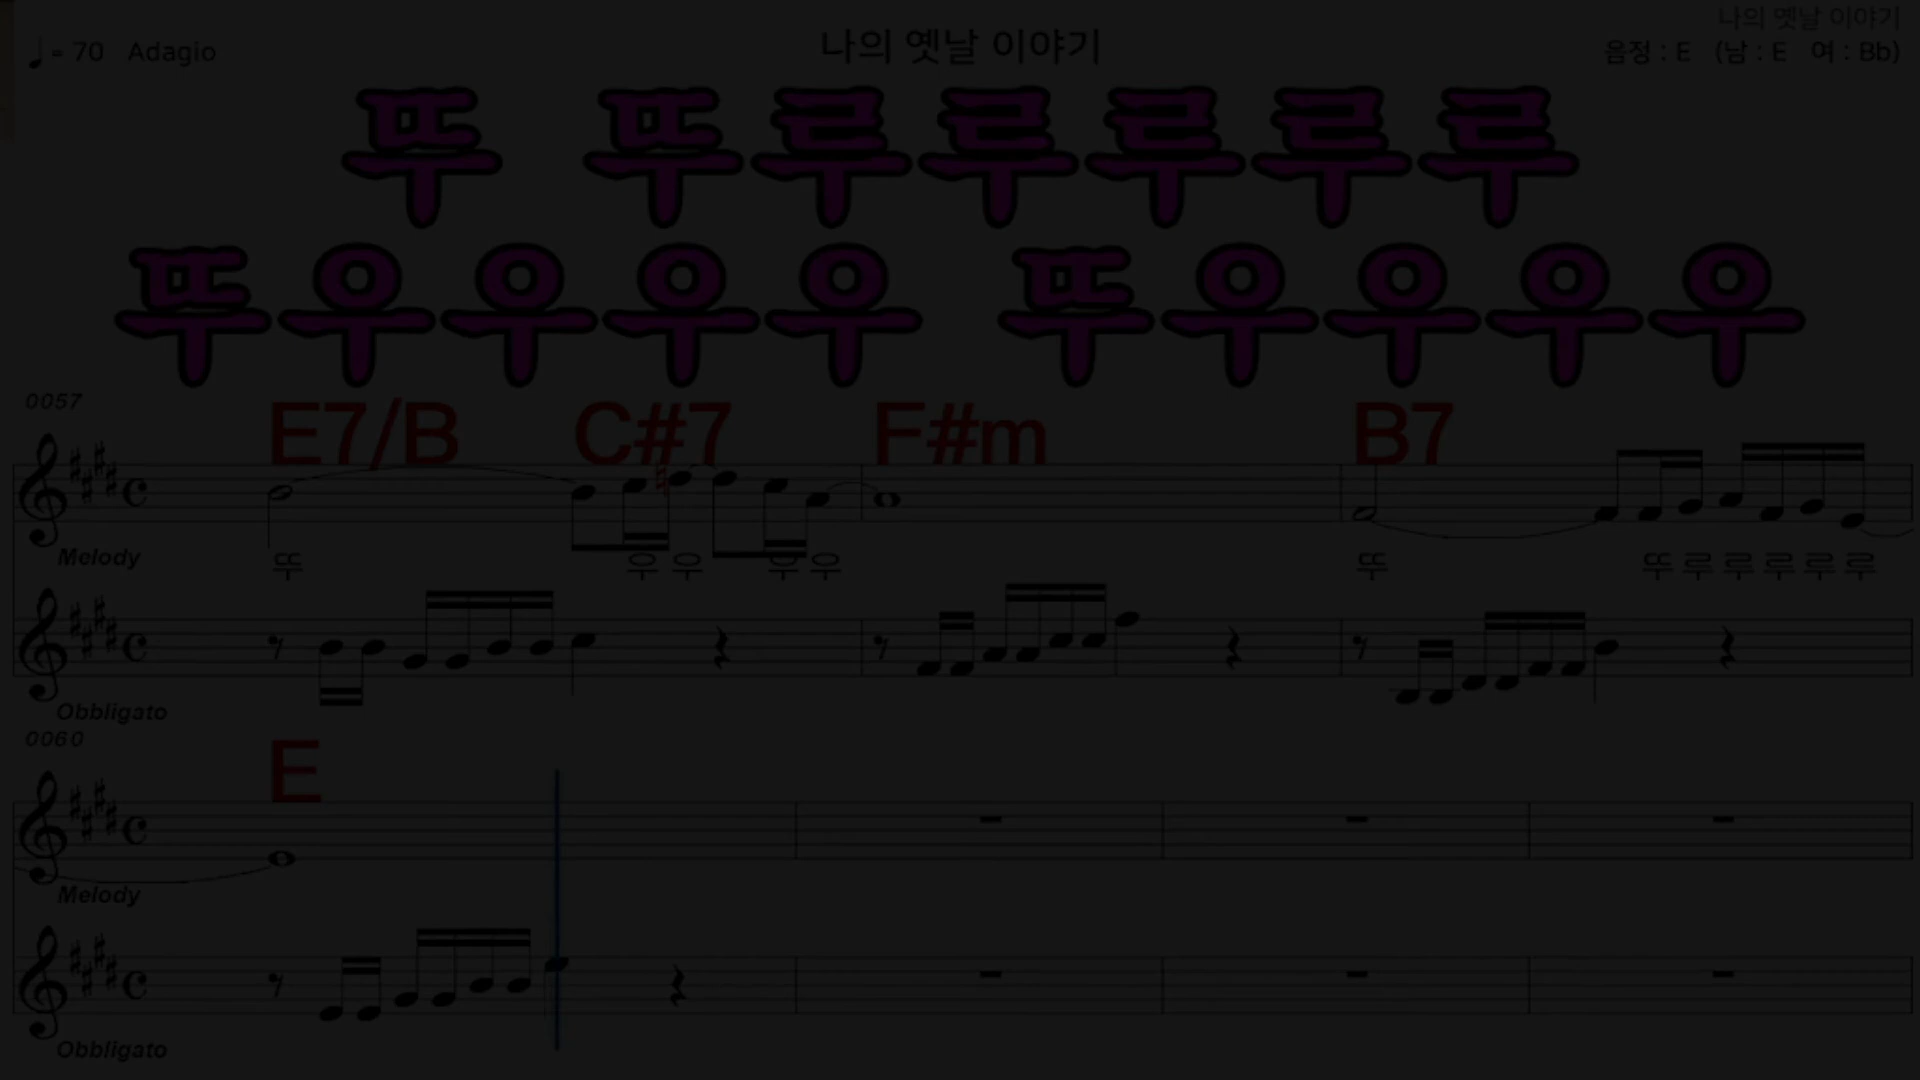 나의 옛날 이야기
♩= 70 Adagio
나의 옛날 이야기
음정 : E (남 : E 여 : Bb)
뚜 뚜루루루루루
뚜우우우우 뚜우우우우
0057
E7/B C#7 F#m B7
Melody
뚜 우우 우우 뚜 뚜루루루루루
Obbligato
0060
E
Melody
Obbligato